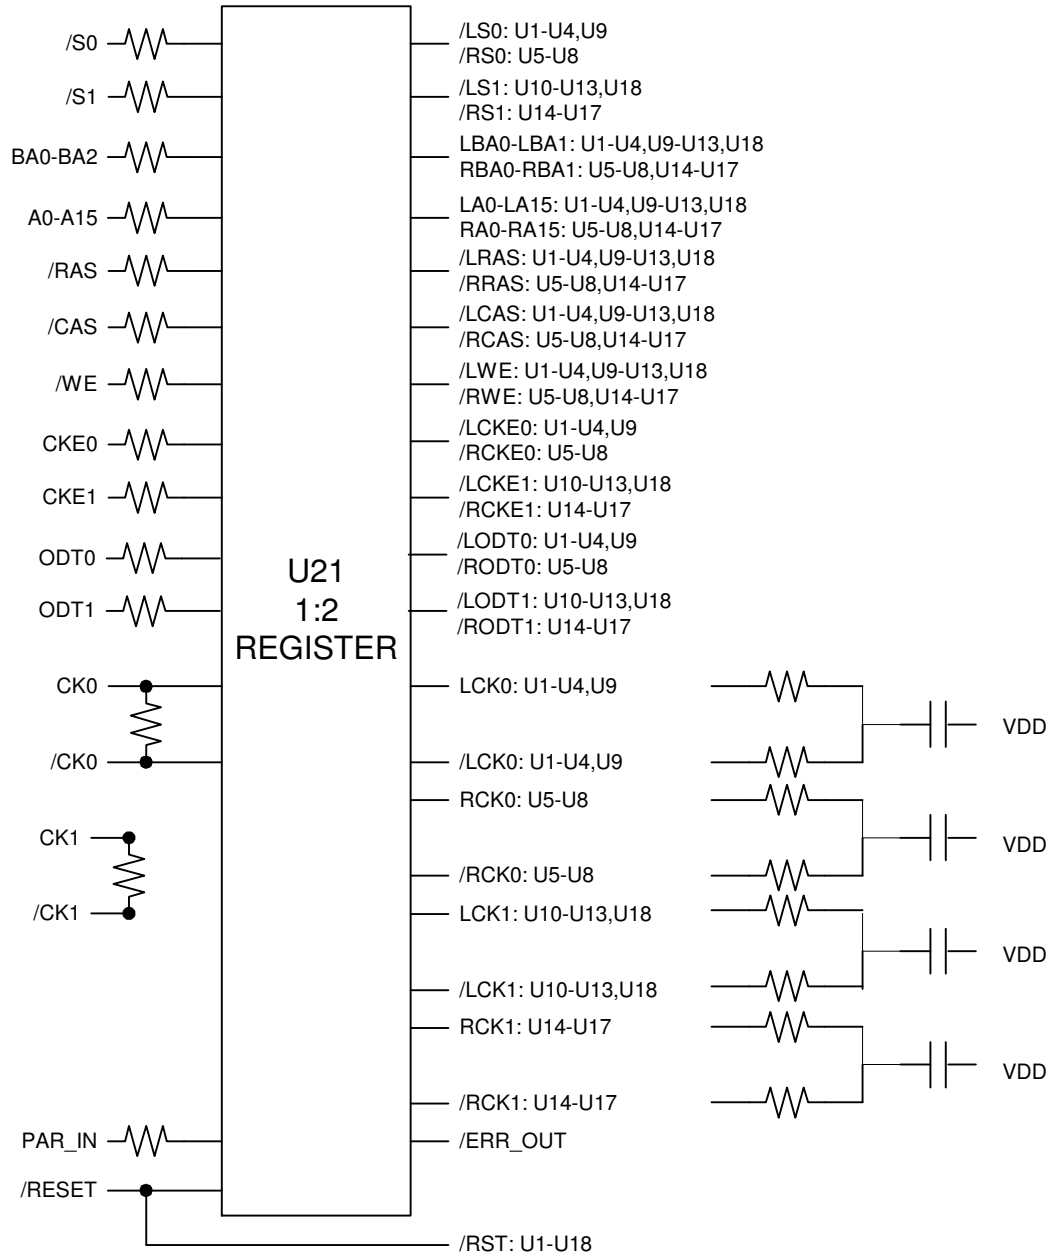 /S0
/LS0: U1-U4,U9
/RS0: U5-U8
/S1
/LS1: U10-U13,U18
/RS1: U14-U17
BA0-BA2
LBA0-LBA1: U1-U4,U9-U13,U18
RBA0-RBA1: U5-U8,U14-U17
A0-A15
LA0-LA15: U1-U4,U9-U13,U18
RA0-RA15: U5-U8,U14-U17
/RAS
/LRAS: U1-U4,U9-U13,U18
/RRAS: U5-U8,U14-U17
/CAS
/LCAS: U1-U4,U9-U13,U18
/RCAS: U5-U8,U14-U17
/WE
/LWE: U1-U4,U9-U13,U18
/RWE: U5-U8,U14-U17
CKE0
/LCKE0: U1-U4,U9
/RCKE0: U5-U8
CKE1
/LCKE1: U10-U13,U18
/RCKE1: U14-U17
ODT0
/LODT0: U1-U4,U9
/RODT0: U5-U8
ODT1
/LODT1: U10-U13,U18
/RODT1: U14-U17
U21
1:2
REGISTER
CK0
LCK0: U1-U4,U9
VDD
/CK0
/LCK0: U1-U4,U9
RCK0: U5-U8
CK1
VDD
/RCK0: U5-U8
/CK1
LCK1: U10-U13,U18
VDD
/LCK1: U10-U13,U18
RCK1: U14-U17
VDD
/RCK1: U14-U17
PAR_IN
/ERR_OUT
/RESET
/RST: U1-U18